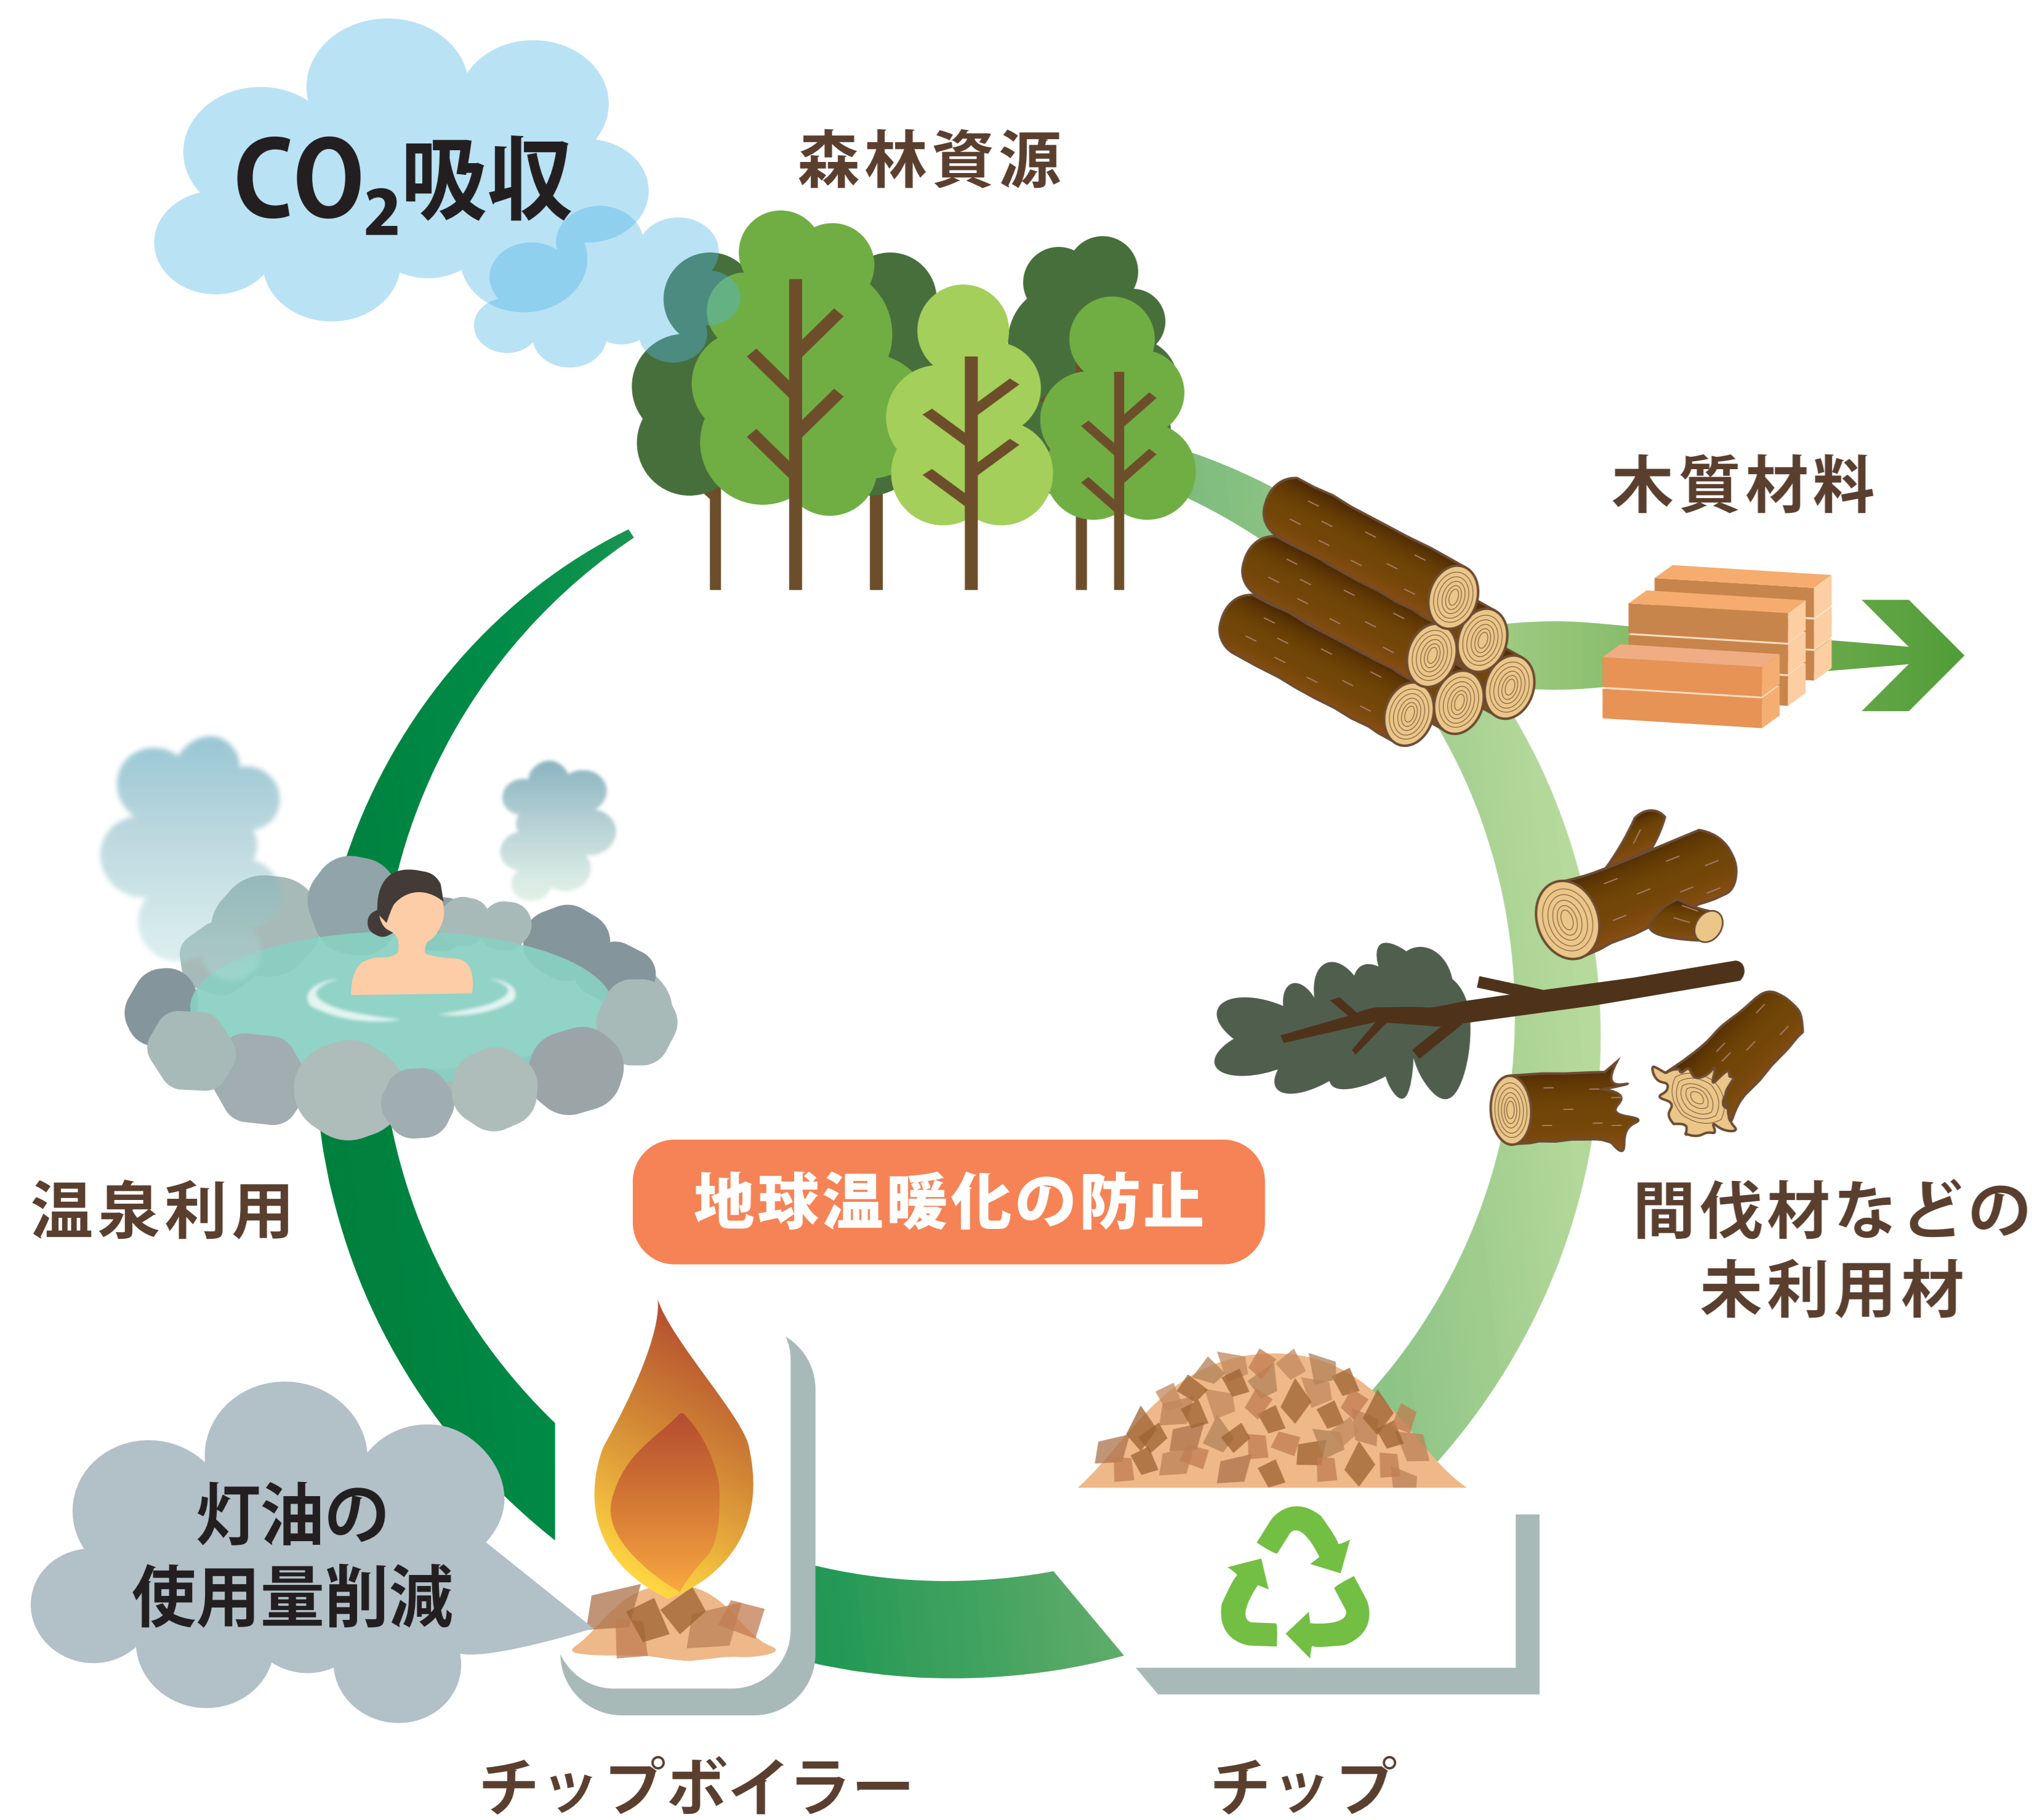 CO₂吸収
森林資源
木質材料
温泉利用
地球温暖化の防止
間伐材などの
未利用材
灯油の
使用量削減
チップボイラー
チップ